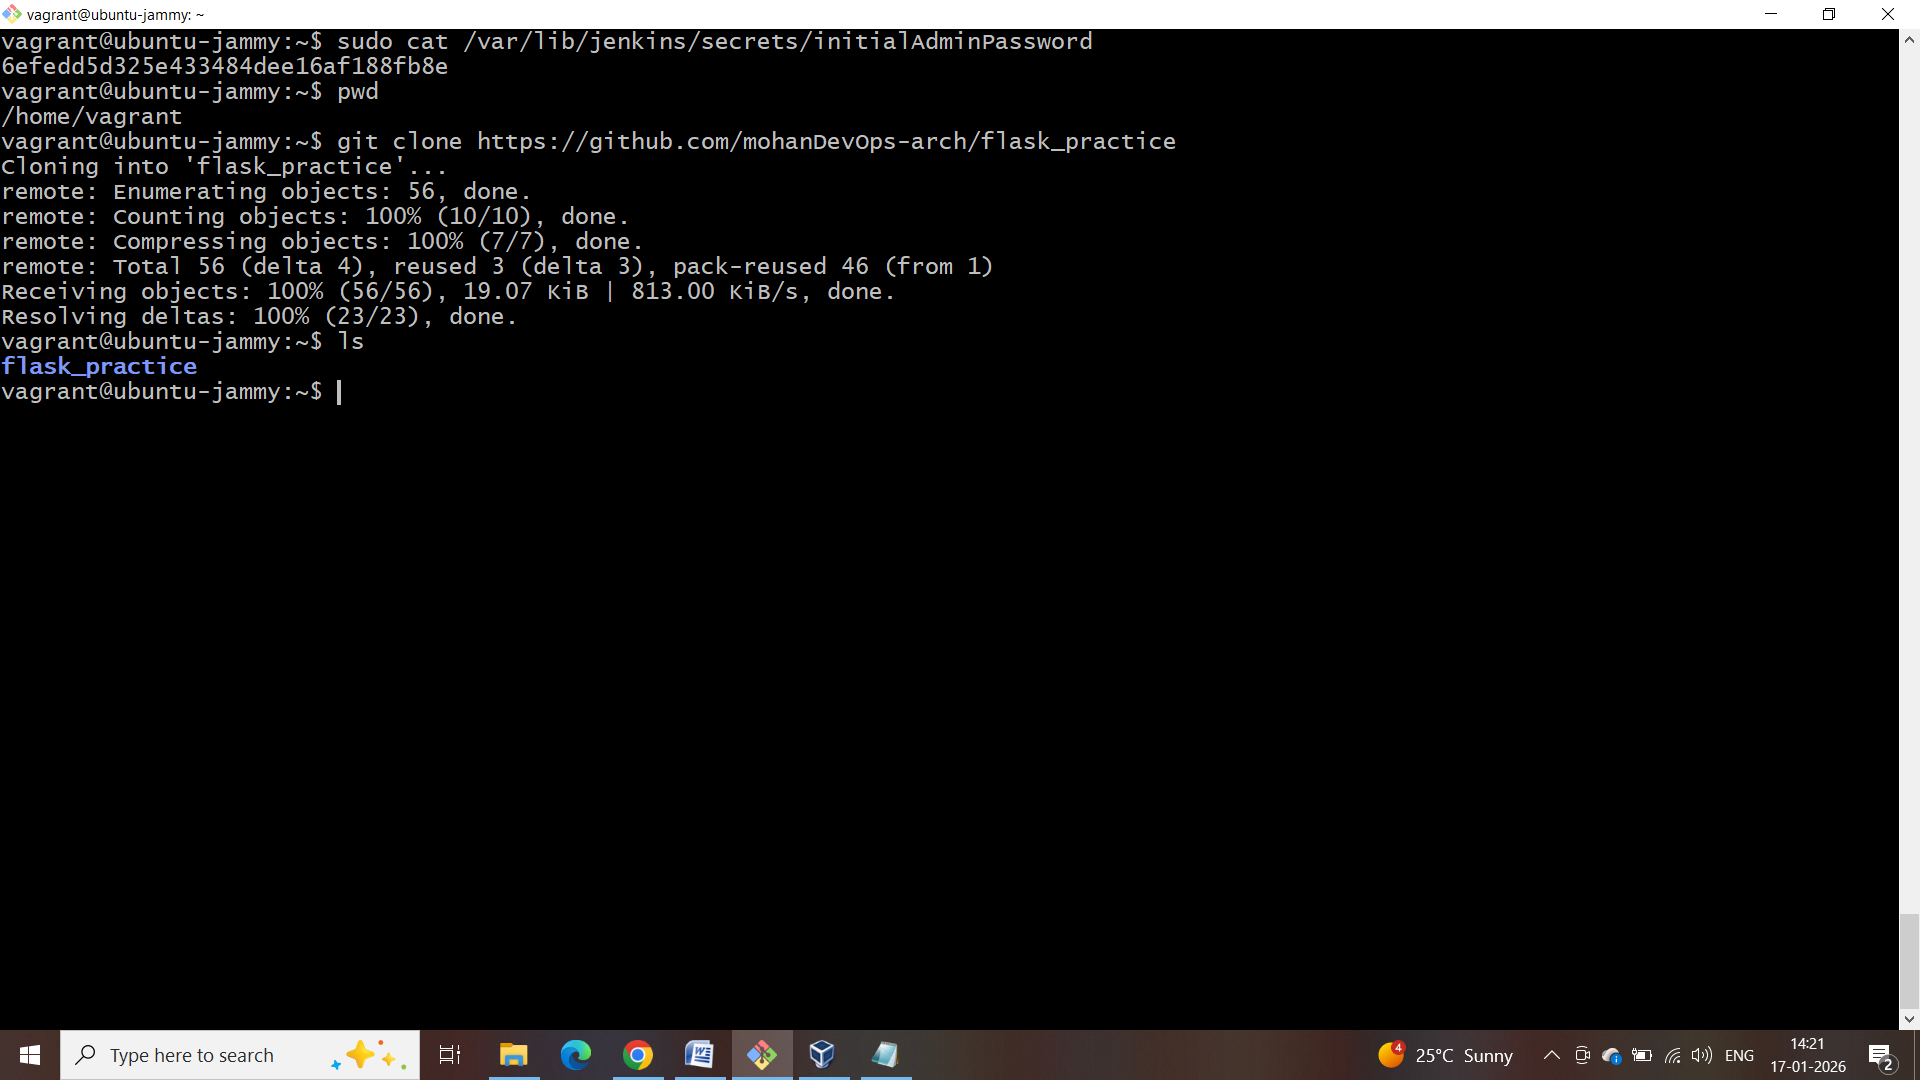 vagrant@ubuntu-jammy: ~
vagrant@ubuntu-jammy:~$ sudo cat /var/lib/jenkins/secrets/initialAdminPassword
6efedd5d325e433484dee16af188fb8e
vagrant@ubuntu-jammy:~$ pwd
/home/vagrant
vagrant@ubuntu-jammy:~$ git clone https://github.com/mohanDevOps-arch/flask_practice
Cloning into 'flask_practice'...
remote: Enumerating objects: 56, done.
remote: Counting objects: 100% (10/10), done.
remote: Compressing objects: 100% (7/7), done.
remote: Total 56 (delta 4), reused 3 (delta 3), pack-reused 46 (from 1)
Receiving objects: 100% (56/56), 19.07 KiB | 813.00 KiB/s, done.
Resolving deltas: 100% (23/23), done.
vagrant@ubuntu-jammy:~$ ls
flask_practice
vagrant@ubuntu-jammy:~$
Type here to search
4
25°C Sunny
ENG
14:21
17-01-2026
2